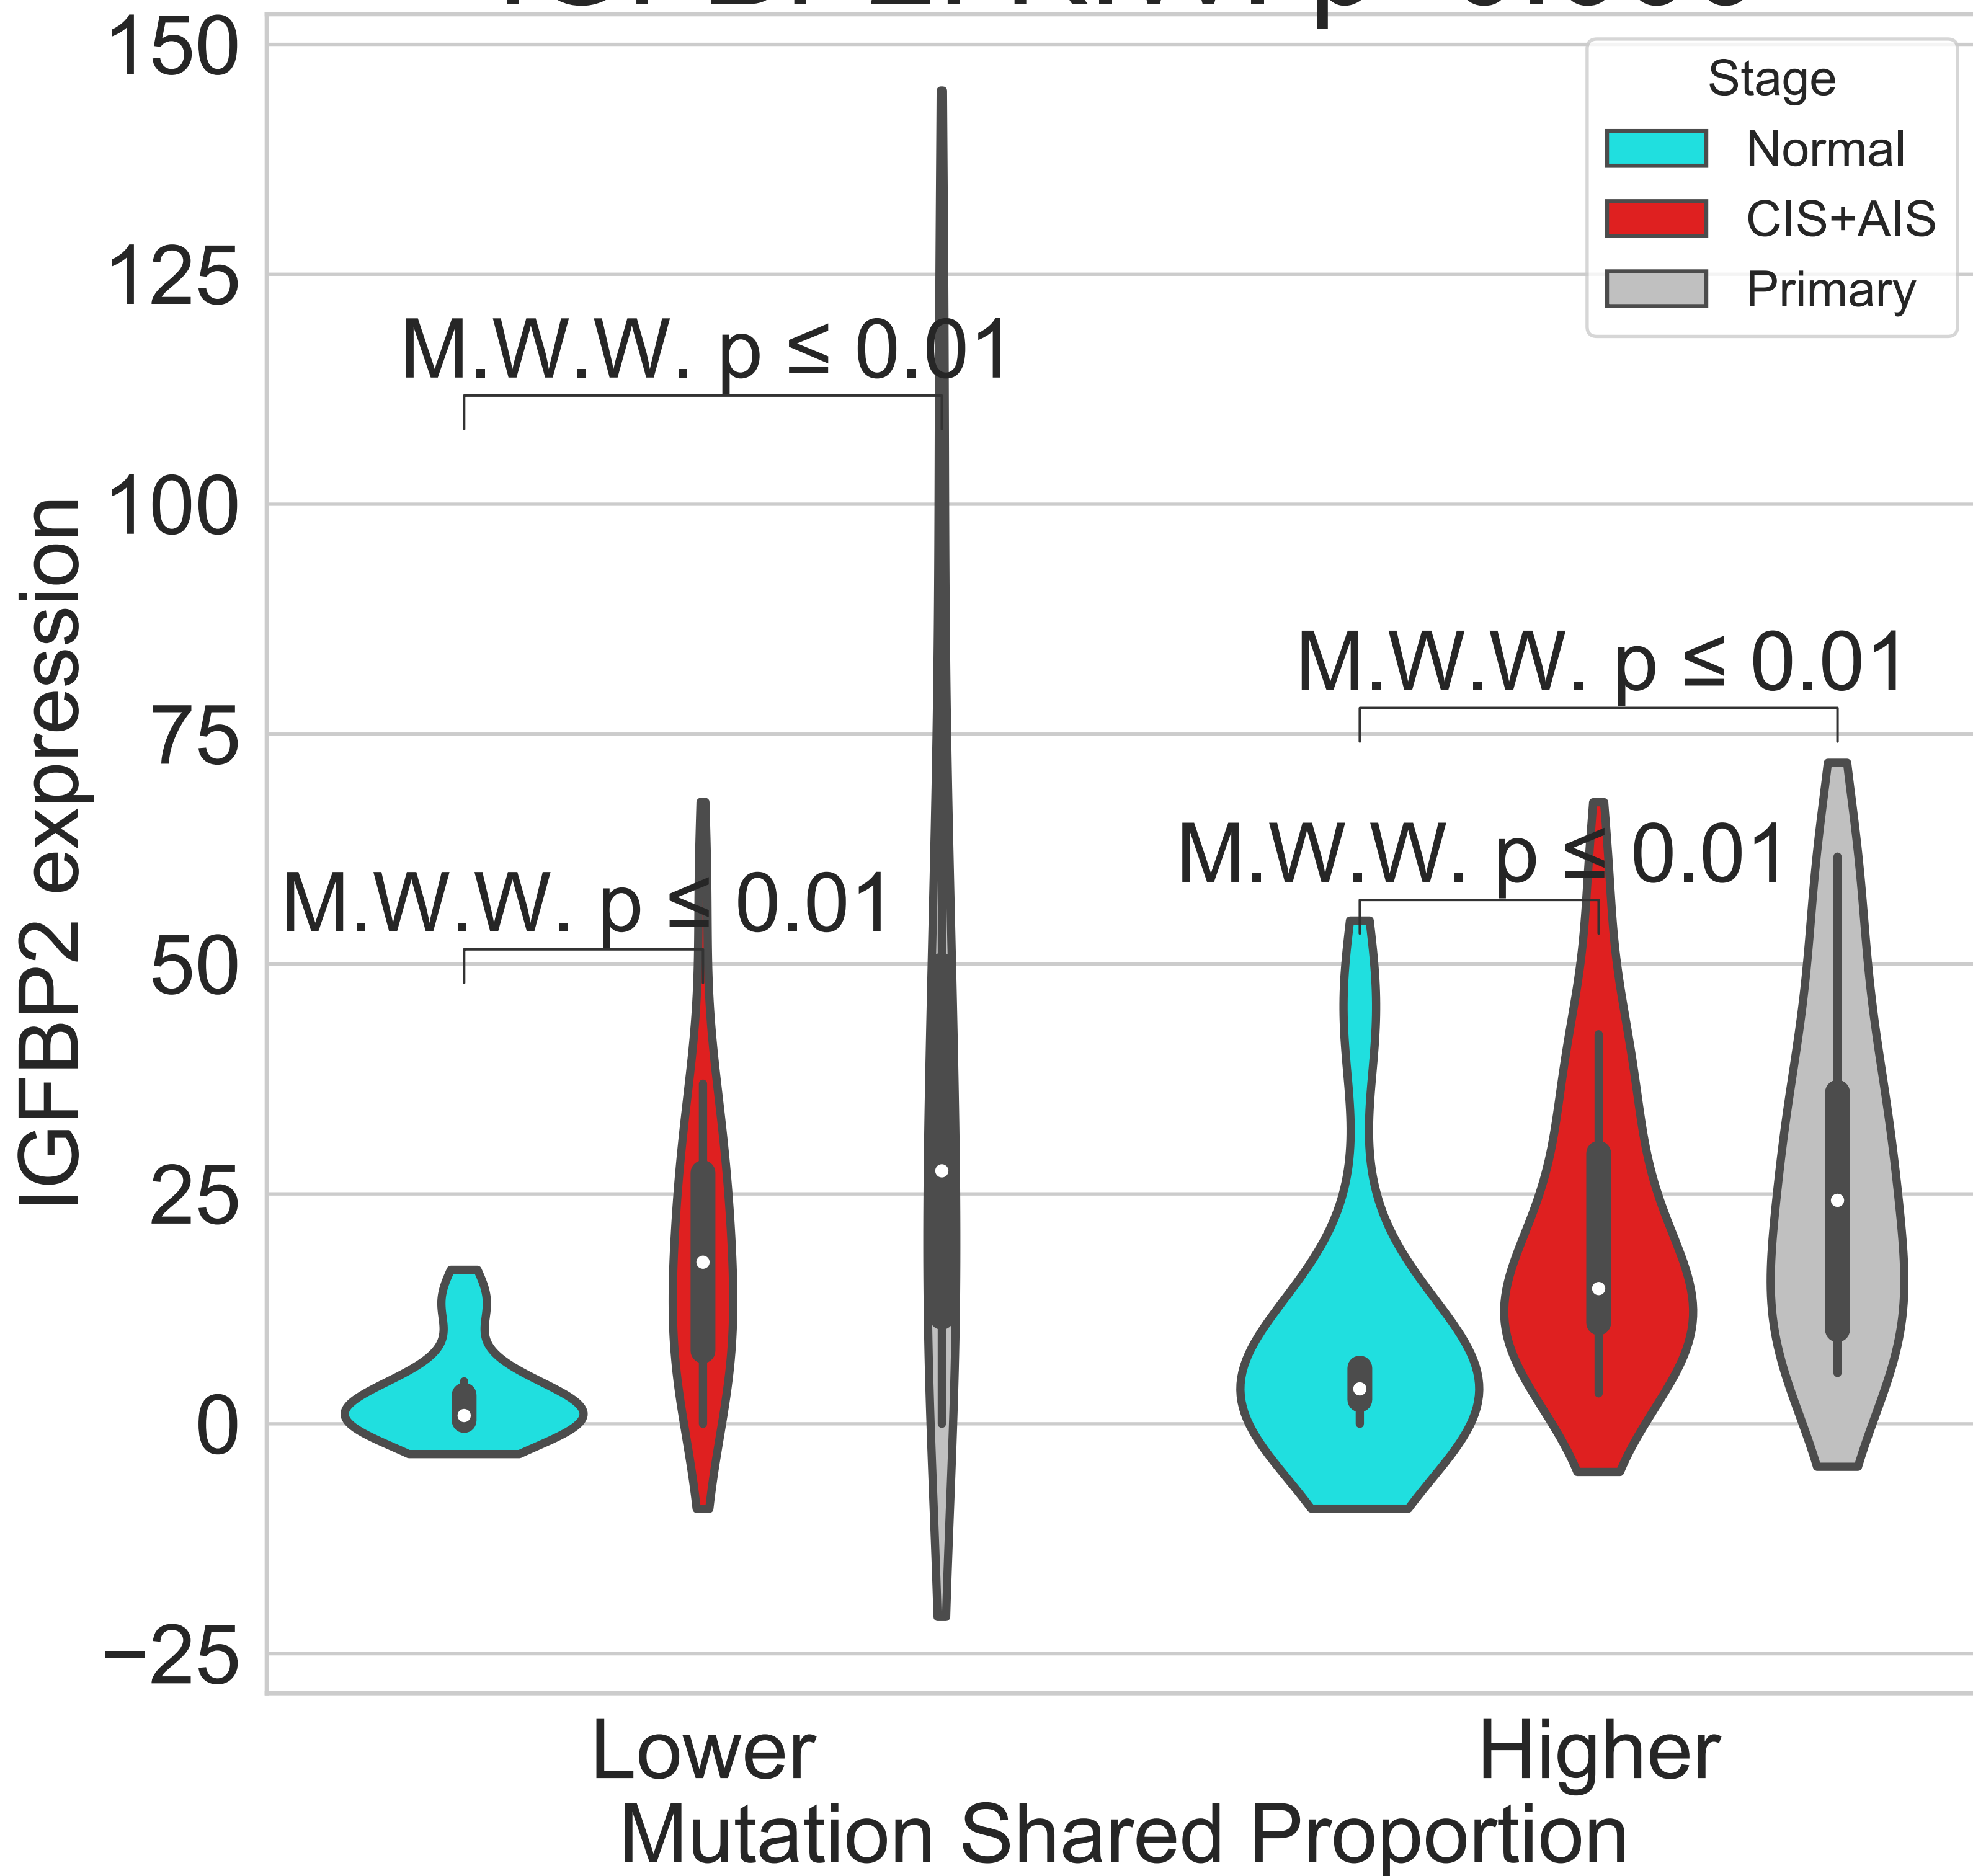 150
125
100
75
50
25
0
−25
IGFBP2 expression
Stage
Normal
CIS+AIS
Primary
M.W.W. p ≤ 0.01
M.W.W. p ≤ 0.01
M.W.W. p ≤ 0.01
M.W.W. p ≤ 0.01
Lower
Higher
Mutation Shared Proportion